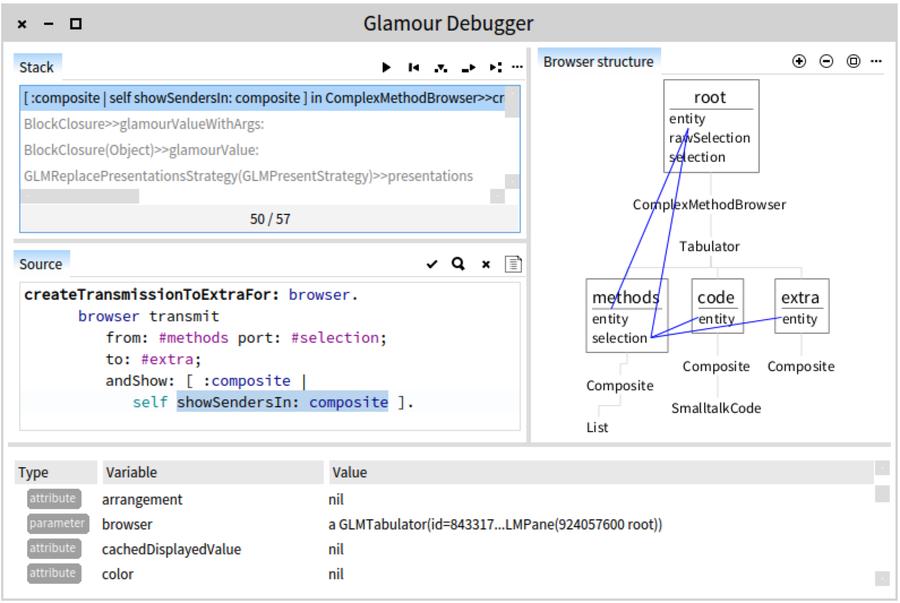 Glamour Debugger
Stack
[ :composite | self showSendersIn: composite ] in ComplexMethodBrowser>>cr
BlockClosure>>glamourValueWithArgs:
BlockClosure(Object)>>glamourValue:
GLMReplacePresentationsStrategy(GLMPresentStrategy)>>presentations
50 / 57
Source
createTransmissionToExtraFor: browser.
browser transmit
from: #methods port: #selection;
to: #extra;
andShow: [ :composite |
self showSendersIn: composite ].
Browser structure
root
entity
rawSelection
selection
ComplexMethodBrowser
Tabulator
methods
entity
selection
code
entity
extra
entity
Composite
List
Composite
SmalltalkCode
Composite
Type Variable Value
attribute arrangement nil
parameter browser a GLMTabulator(id=843317...LMPane(924057600 root))
attribute cachedDisplayedValue nil
attribute color nil